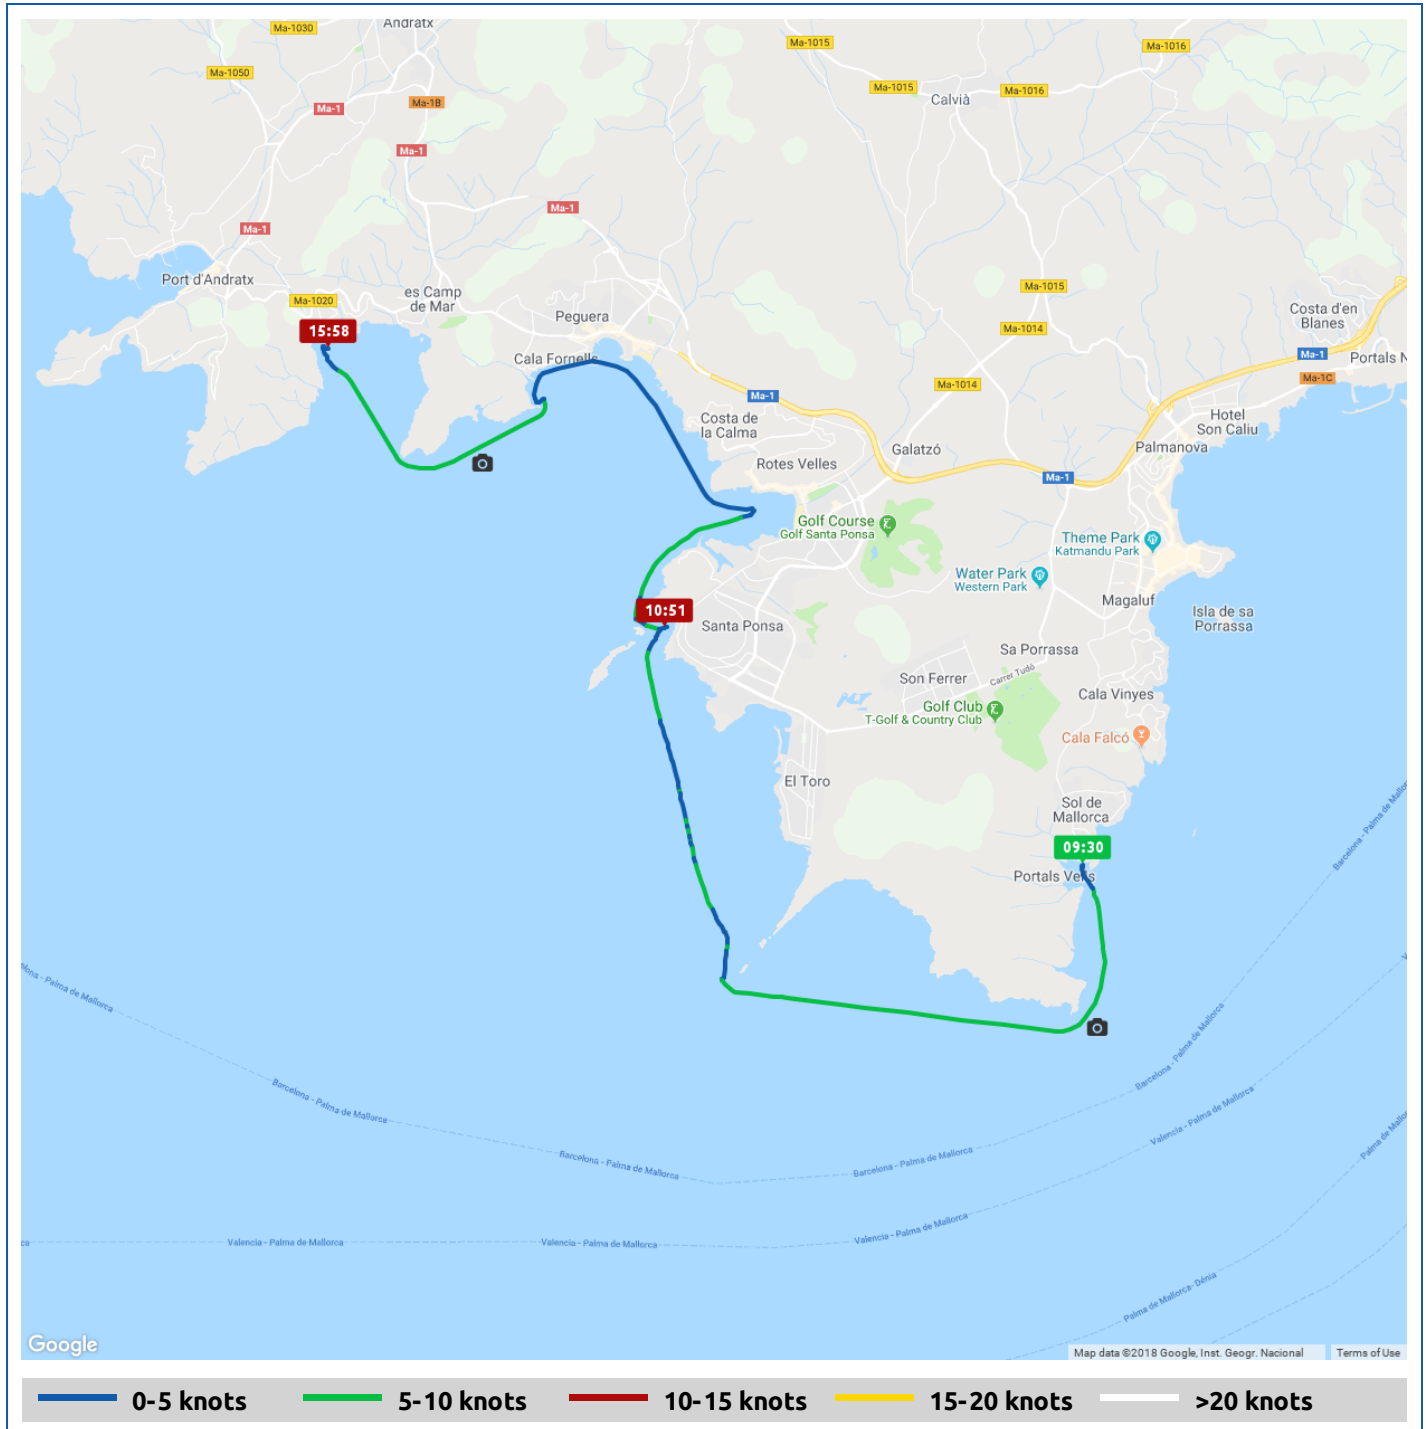 Andratx
Ma-1030
Ma-1015
Ma-1016
Ma-1050
Ma-1015
Ma-1016
Calvià
Ma-1B
Ma-1
Ma-1
Ma-1
Ma-1
Port d'Andratx
Ma-1020
es Camp
de Mar
Ma-1015
Costa d'en
Blanes
Peguera
Ma-1014
15:58
Cala Fornells
Ma-1
Portals N
Ma-1C
Ma-1014
Ma-1
Costa de
la Calma
Hotel
Son Caliu
Galatzó
Palmanova
Rotes Velles
Ma-1
Golf Course
Golf Santa Ponsa
Theme Park
Katmandu Park
Water Park
Western Park
Magaluf
10:51
Isla de sa
Porrassa
Santa Ponsa
Sa Porrassa
Carrer Tudó
Son Ferrer
Cala Vinyes
Golf Club
T-Golf & Country Club
Cala Falcó
El Toro
Sol de
Mallorca
09:30
Portals Vells
Barcelona - Palma de Mallorca
elona - Palma de Mallorca
Barcelona - Palma de Mallorca
Barcelona - Palma de Mallorca
Valencia - Palma de Mallorca
Palma de Mallorca
Barcelona - Palma de Mallorca
Barcelona - Palma de Mallorca
Valencia - Palma de Mallorca
Valencia - Palma de Mallorca
Valencia - Palma de Mallorca
Palma de Mallorca - Dénia
Google
Map data ©2018 Google, Inst. Geogr. Nacional
Terms of Use
0-5 knots
5-10 knots
10-15 knots
15-20 knots
>20 knots